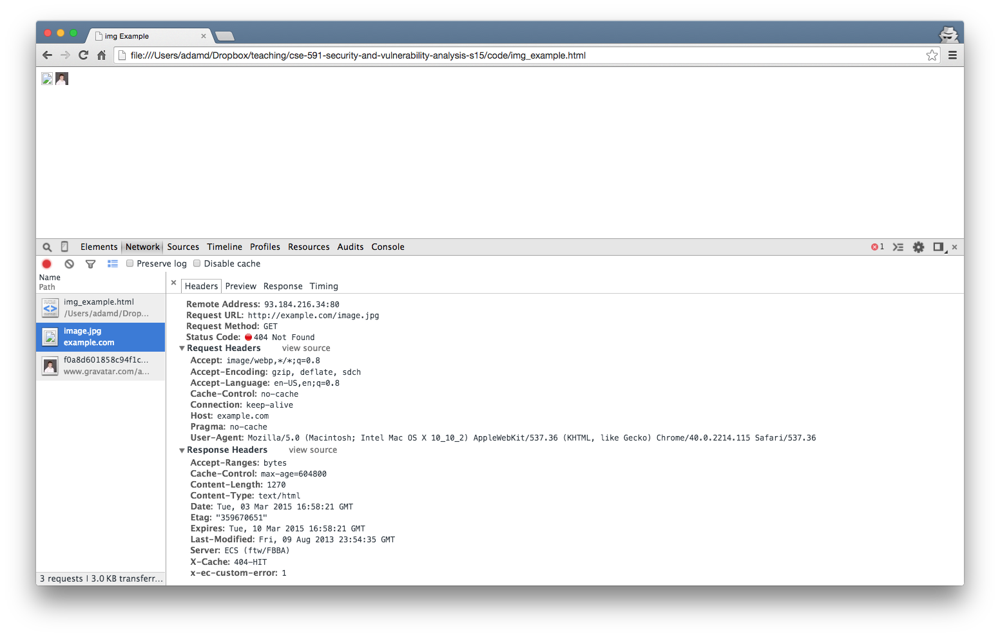 img Example
file:///Users/adamd/Dropbox/teaching/cse-591-security-and-vulnerability-analysis-s15/code/img_example.html
Elements Network Sources Timeline Profiles Resources Audits Console 1
Preserve log Disable cache
Name
Path
img_example.html
/Users/adamd/Drop...
image.jpg
example.com
f0a8d601858c94f1c...
www.gravatar.com/a...
3 requests | 3.0 KB transferr...
Headers Preview Response Timing
Remote Address: 93.184.216.34:80
Request URL: http://example.com/image.jpg
Request Method: GET
Status Code: 404 Not Found
Request Headers view source
Accept: image/webp,*/*;q=0.8
Accept-Encoding: gzip, deflate, sdch
Accept-Language: en-US,en;q=0.8
Cache-Control: no-cache
Connection: keep-alive
Host: example.com
Pragma: no-cache
User-Agent: Mozilla/5.0 (Macintosh; Intel Mac OS X 10_10_2) AppleWebKit/537.36 (KHTML, like Gecko) Chrome/40.0.2214.115 Safari/537.36
Response Headers view source
Accept-Ranges: bytes
Cache-Control: max-age=604800
Content-Length: 1270
Content-Type: text/html
Date: Tue, 03 Mar 2015 16:58:21 GMT
Etag: "359670651"
Expires: Tue, 10 Mar 2015 16:58:21 GMT
Last-Modified: Fri, 09 Aug 2013 23:54:35 GMT
Server: ECS (ftw/FBBA)
X-Cache: 404-HIT
x-ec-custom-error: 1